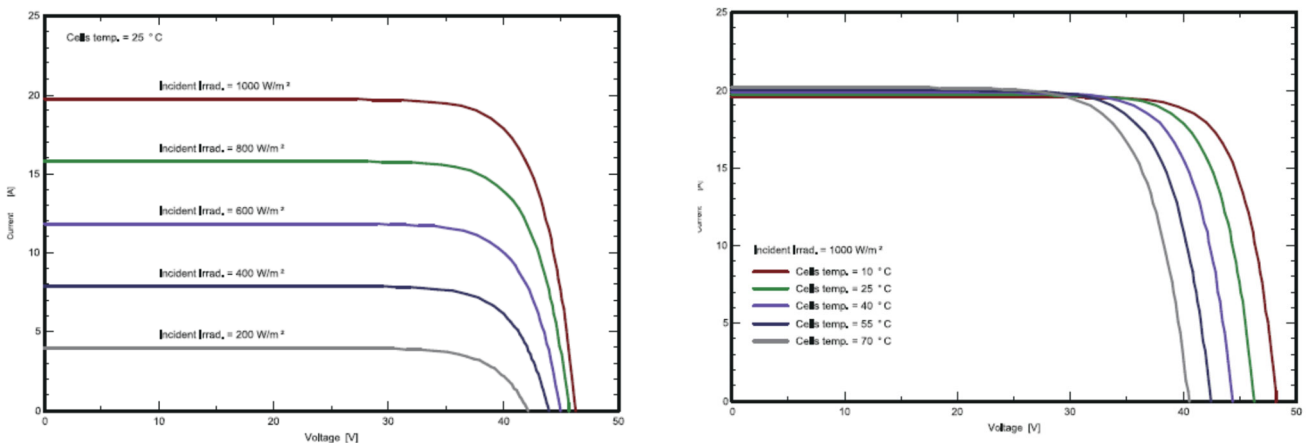 25
Cells temp. = 25 °C
Incident Irrad. = 1000 W/m²
20
Incident Irrad. = 800 W/m²
15
Incident Irrad. = 600 W/m²
10
Incident Irrad. = 400 W/m²
5
Incident Irrad. = 200 W/m²
0
Current [A]
0 10 20 30 40 50
Voltage [V]
25
20
15
10
5
0
Current [A]
Incident Irrad. = 1000 W/m²
Cells temp. = 10 °C
Cells temp. = 25 °C
Cells temp. = 40 °C
Cells temp. = 55 °C
Cells temp. = 70 °C
0 10 20 30 40 50
Voltage [V]